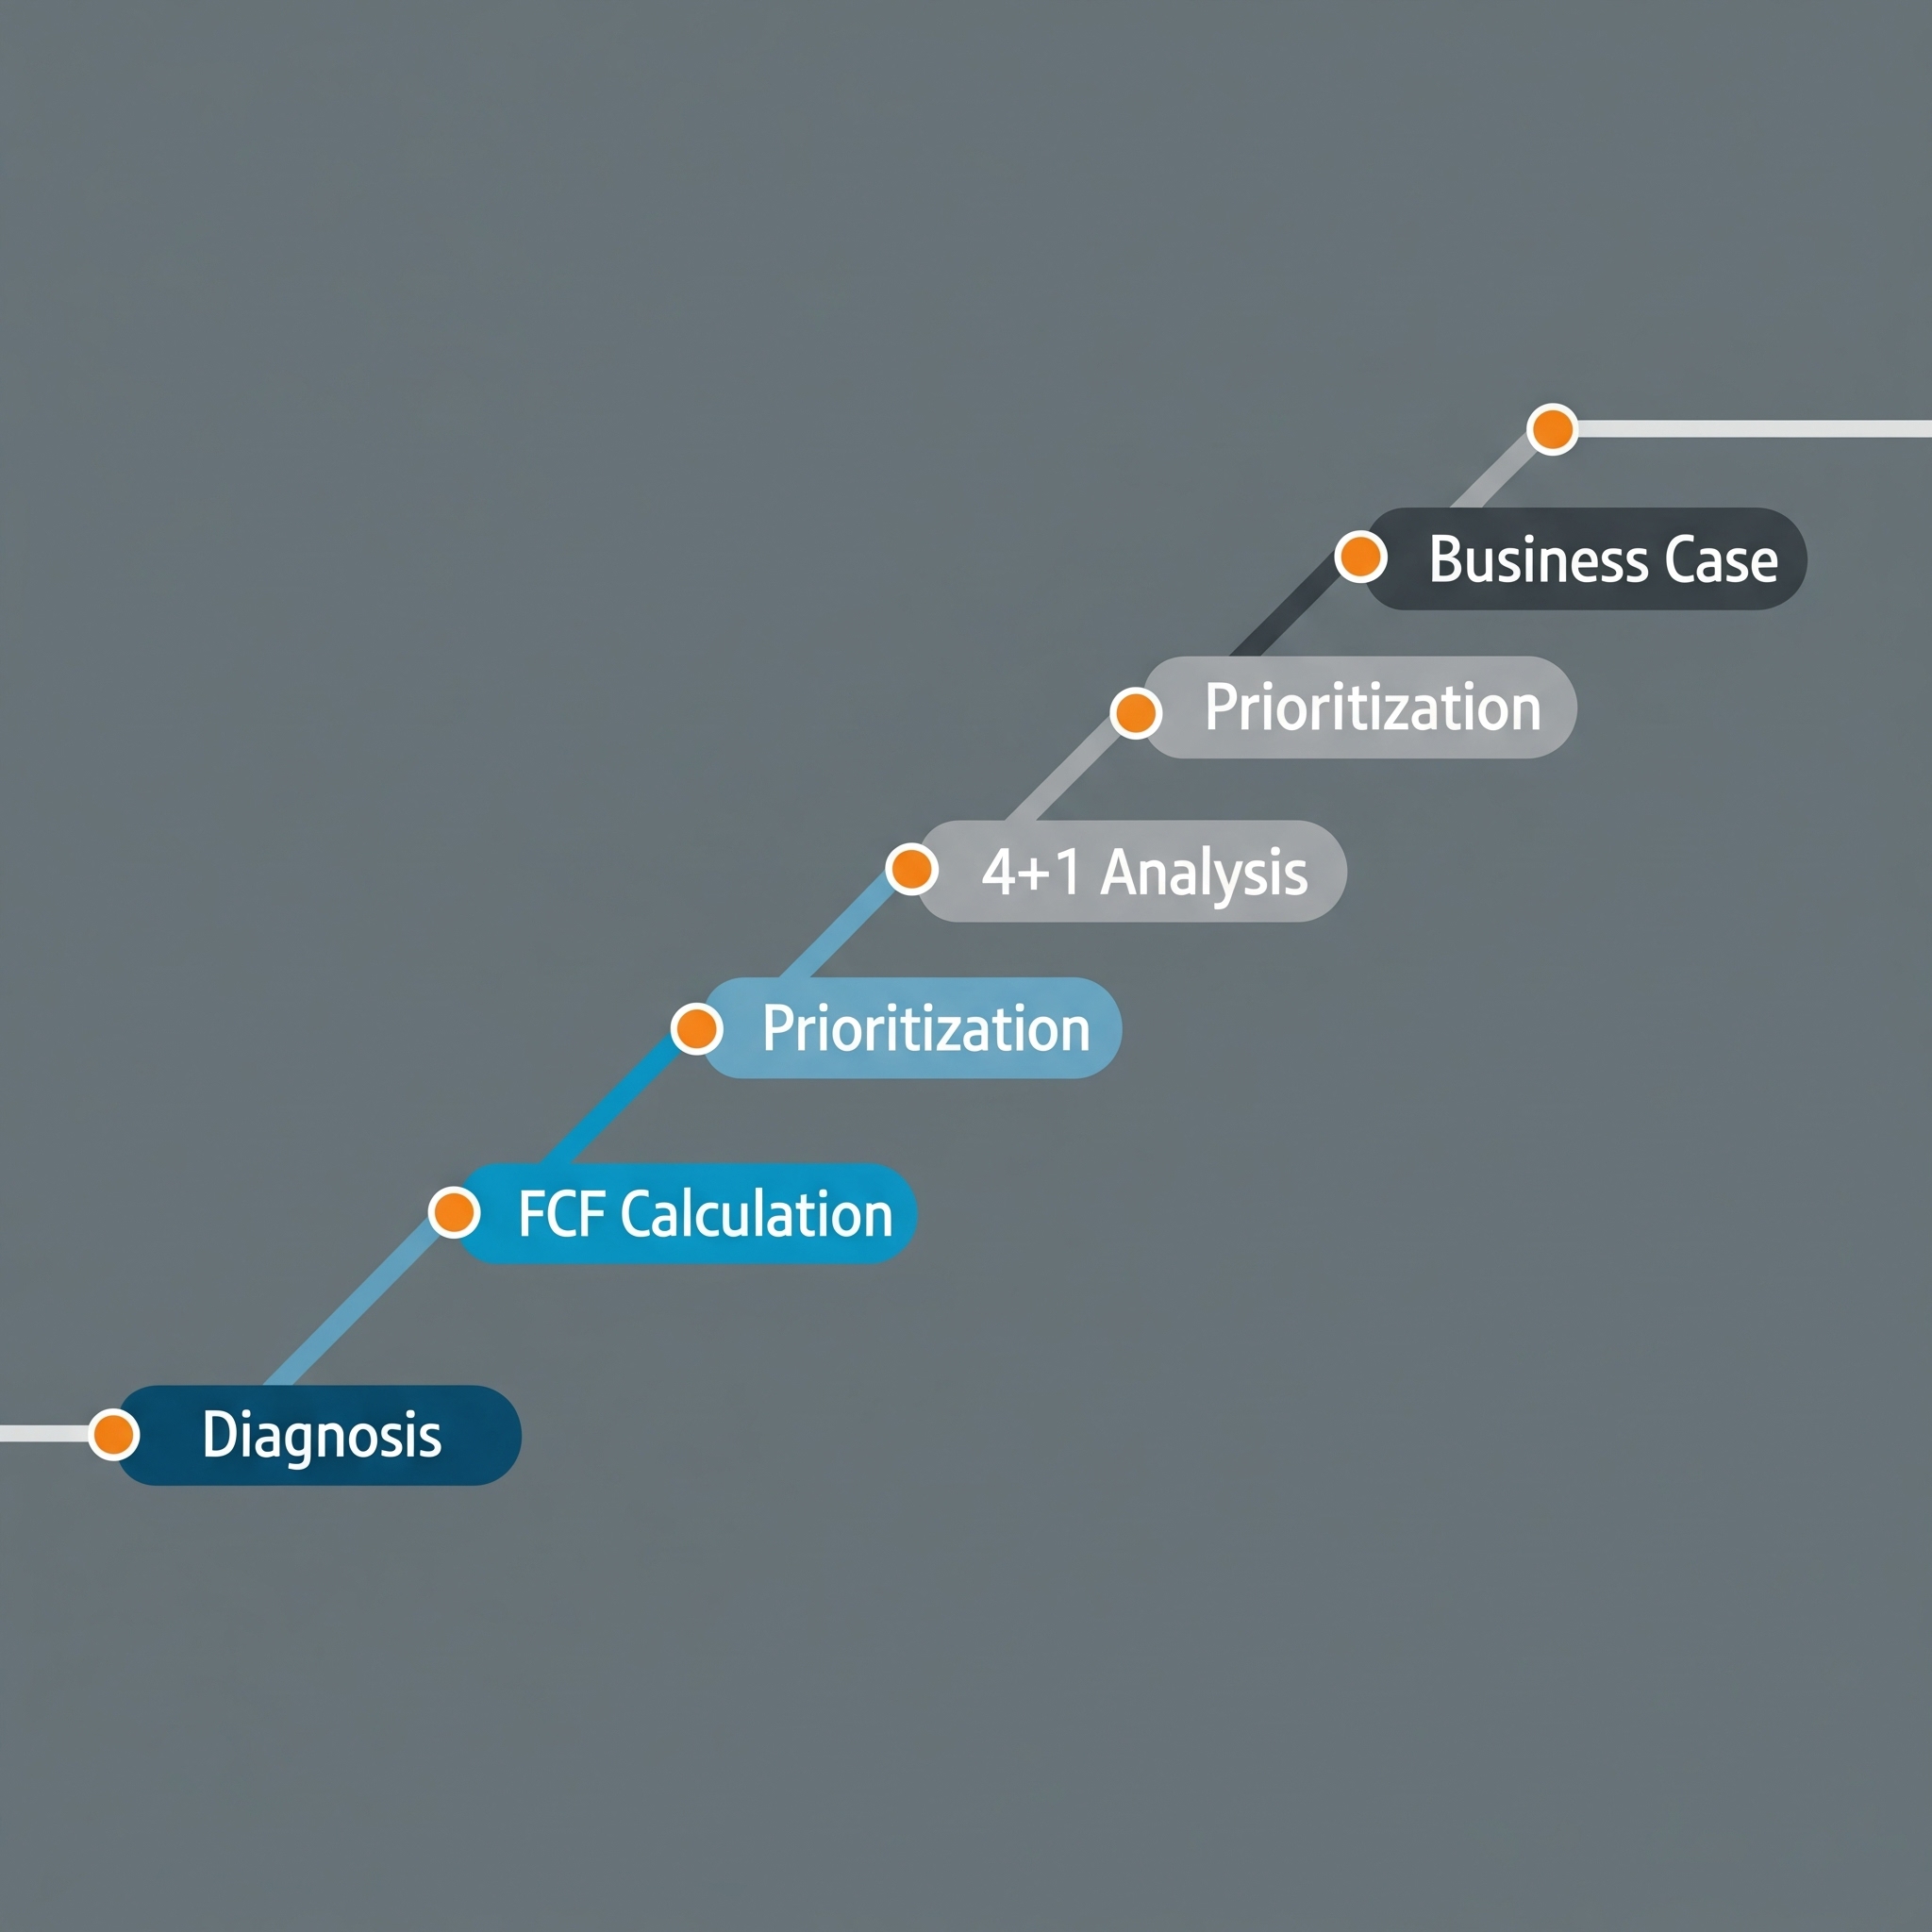 Business Case
Prioritization
4+1 Analysis
Prioritization
FCF Calculation
Diagnosis